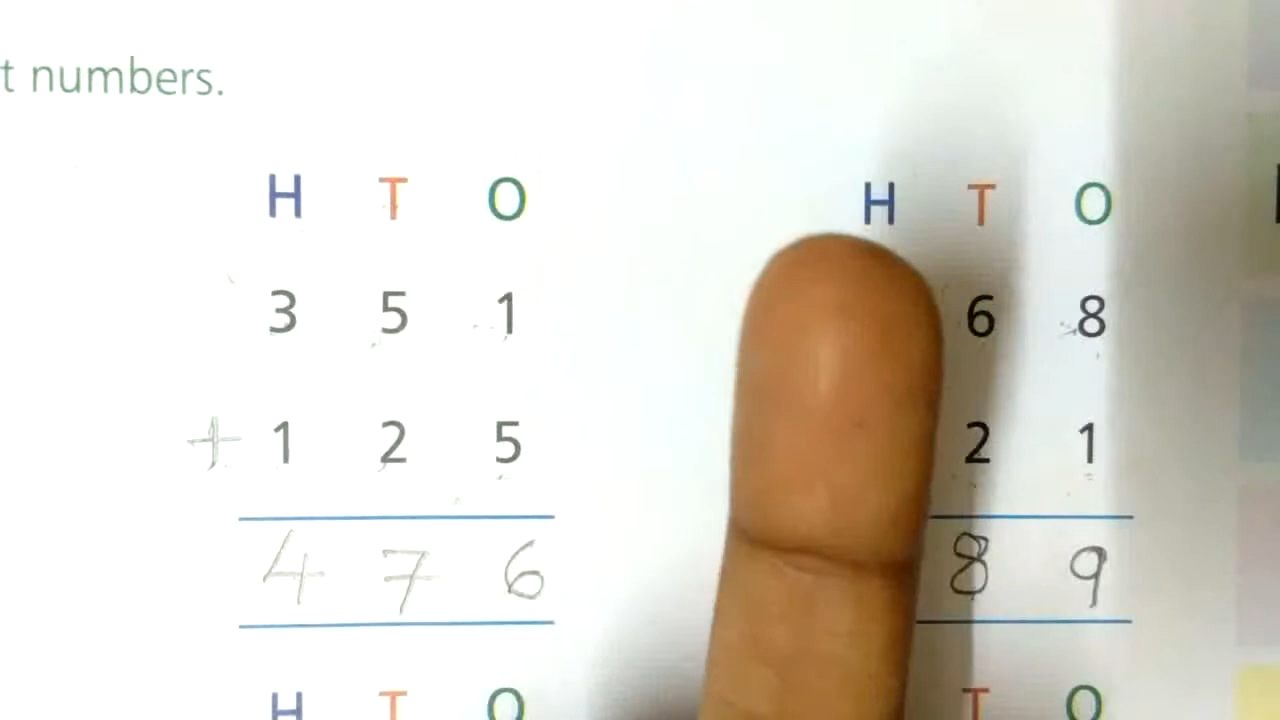 t numbers.
H T O
3 5 1
+ 1 2 5
4 7 6
H T O
H T O
6 8
2 1
8 9
T O